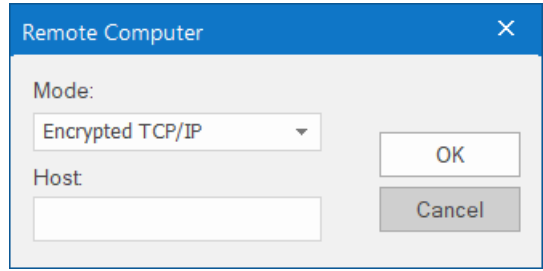 Remote Computer
Mode:
Encrypted TCP/IP
OK
Host:
Cancel